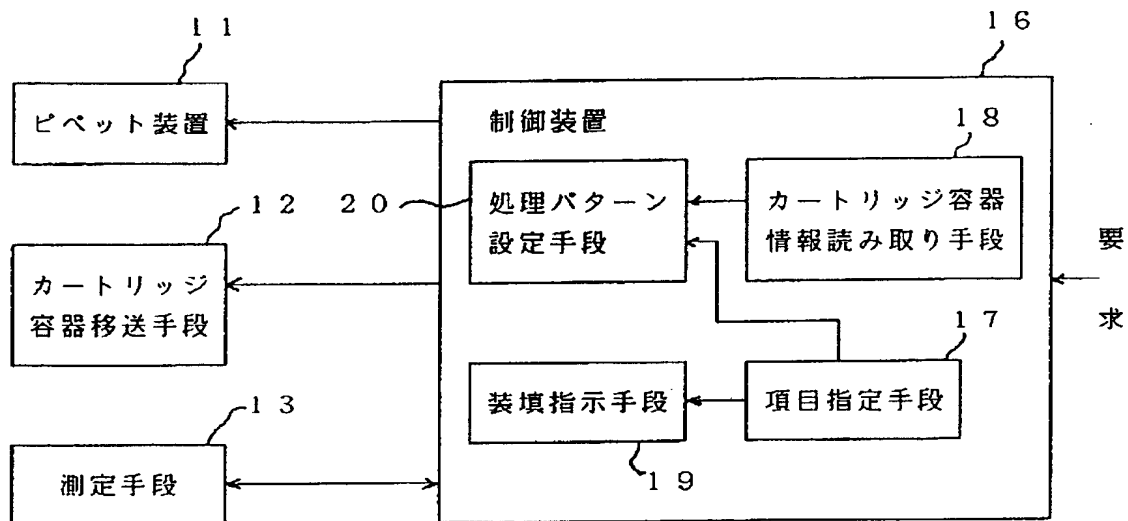 １１
ピペット装置
１２
カートリッジ
容器移送手段
１３
測定手段
１６
制御装置
２０
処理パターン
設定手段
１８
カートリッジ容器
情報読み取り手段
装填指示手段
１９
１７
項目指定手段
要
求